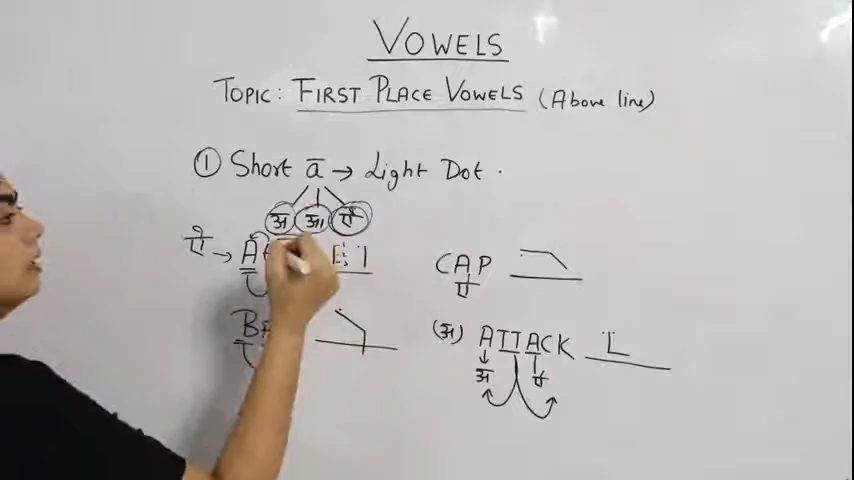 VOWELS
TOPIC: FIRST PLACE VOWELS (Above line)
① Short ā → Light Dot .
अ आ ऐ
ऐ → A
CAP
ए
B
(अ) ATTACK
अ ए